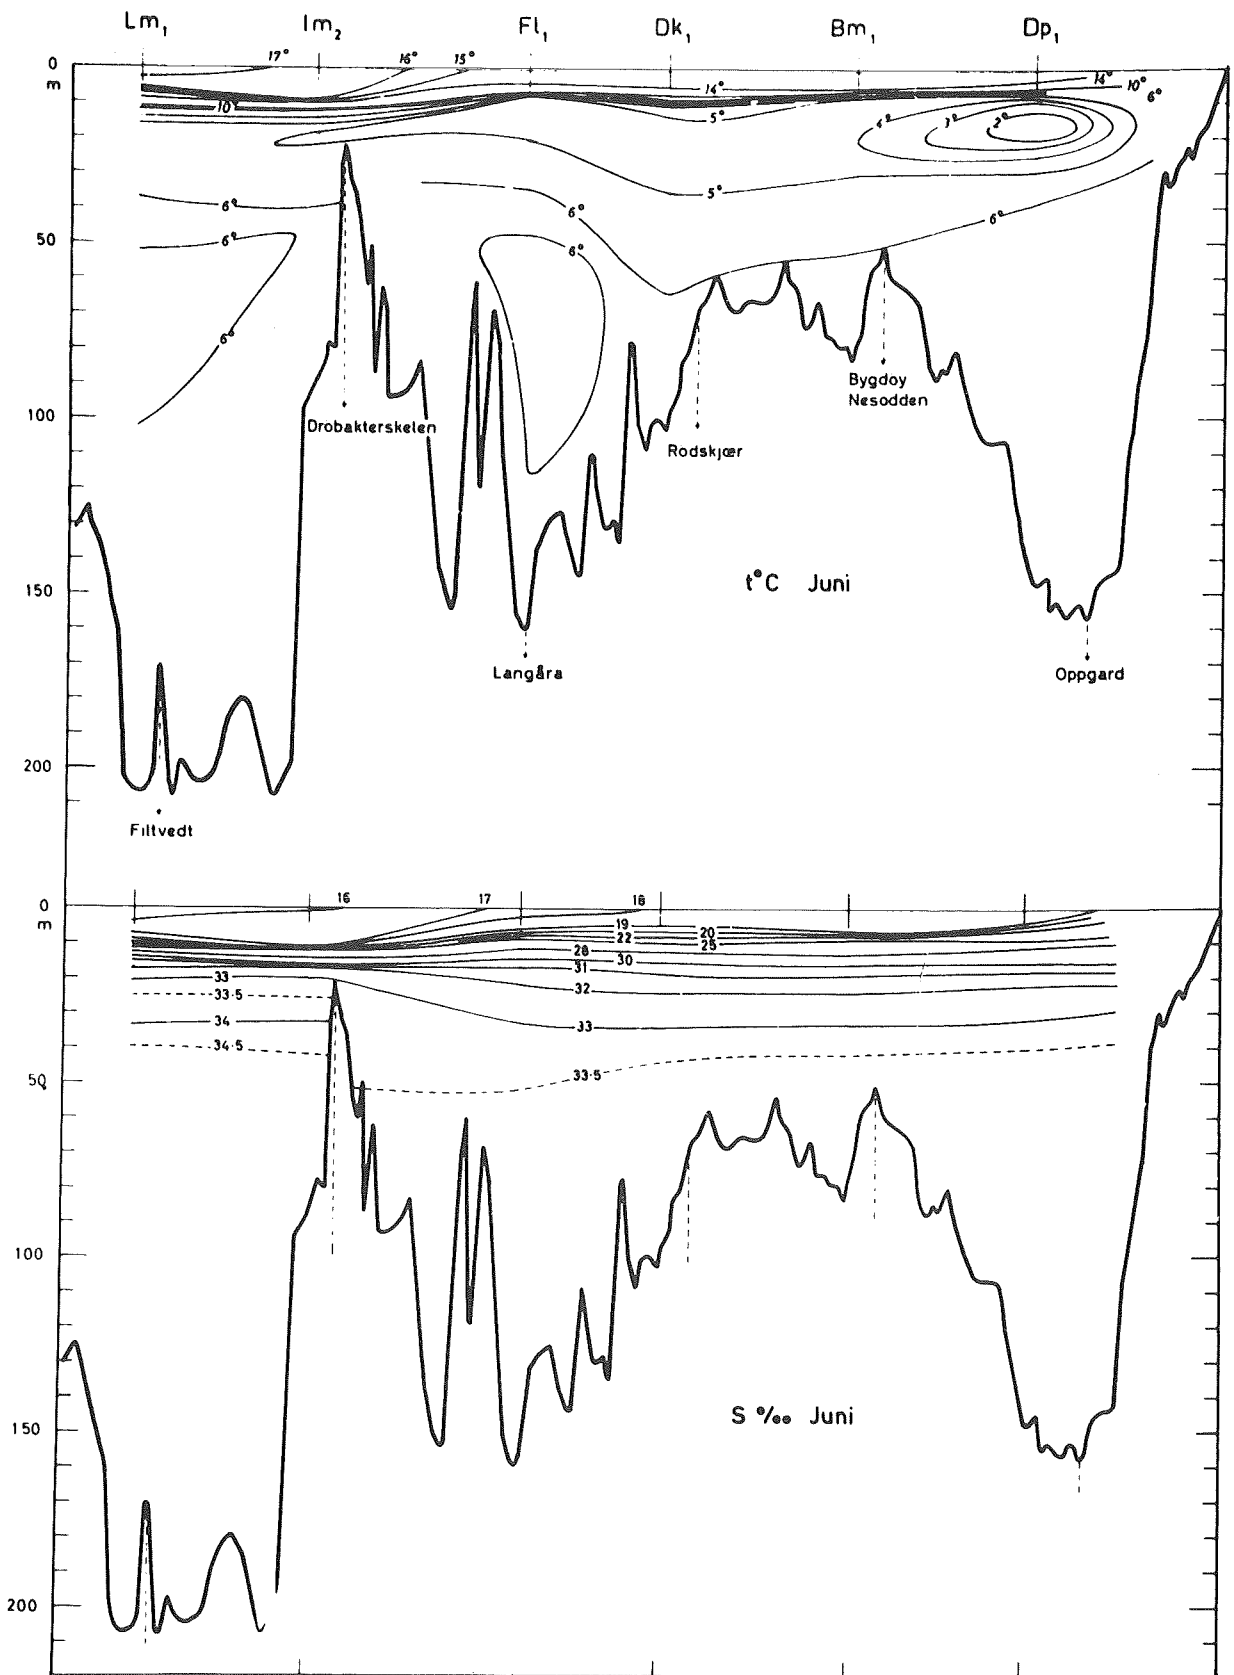 Lm₁ Im₂ Fl₁ Dk₁ Bm₁ Dp₁
0
m
17° 16° 15°
14° 14° 10° 6°
10° 5° 4° 3° 2°
6° 5°
6° 6°
50
6° 6°
6°
Bygdoy
Nesodden
100
Drobakterskelen
Rodskjær
150
t°C Juni
Langåra Oppgard
200
Filtvedt
0
m
16 17 18
19 20
22 25
28
30
31
33 32
33·5
34 33
34·5
50 33·5
100
150
S ‰ Juni
200